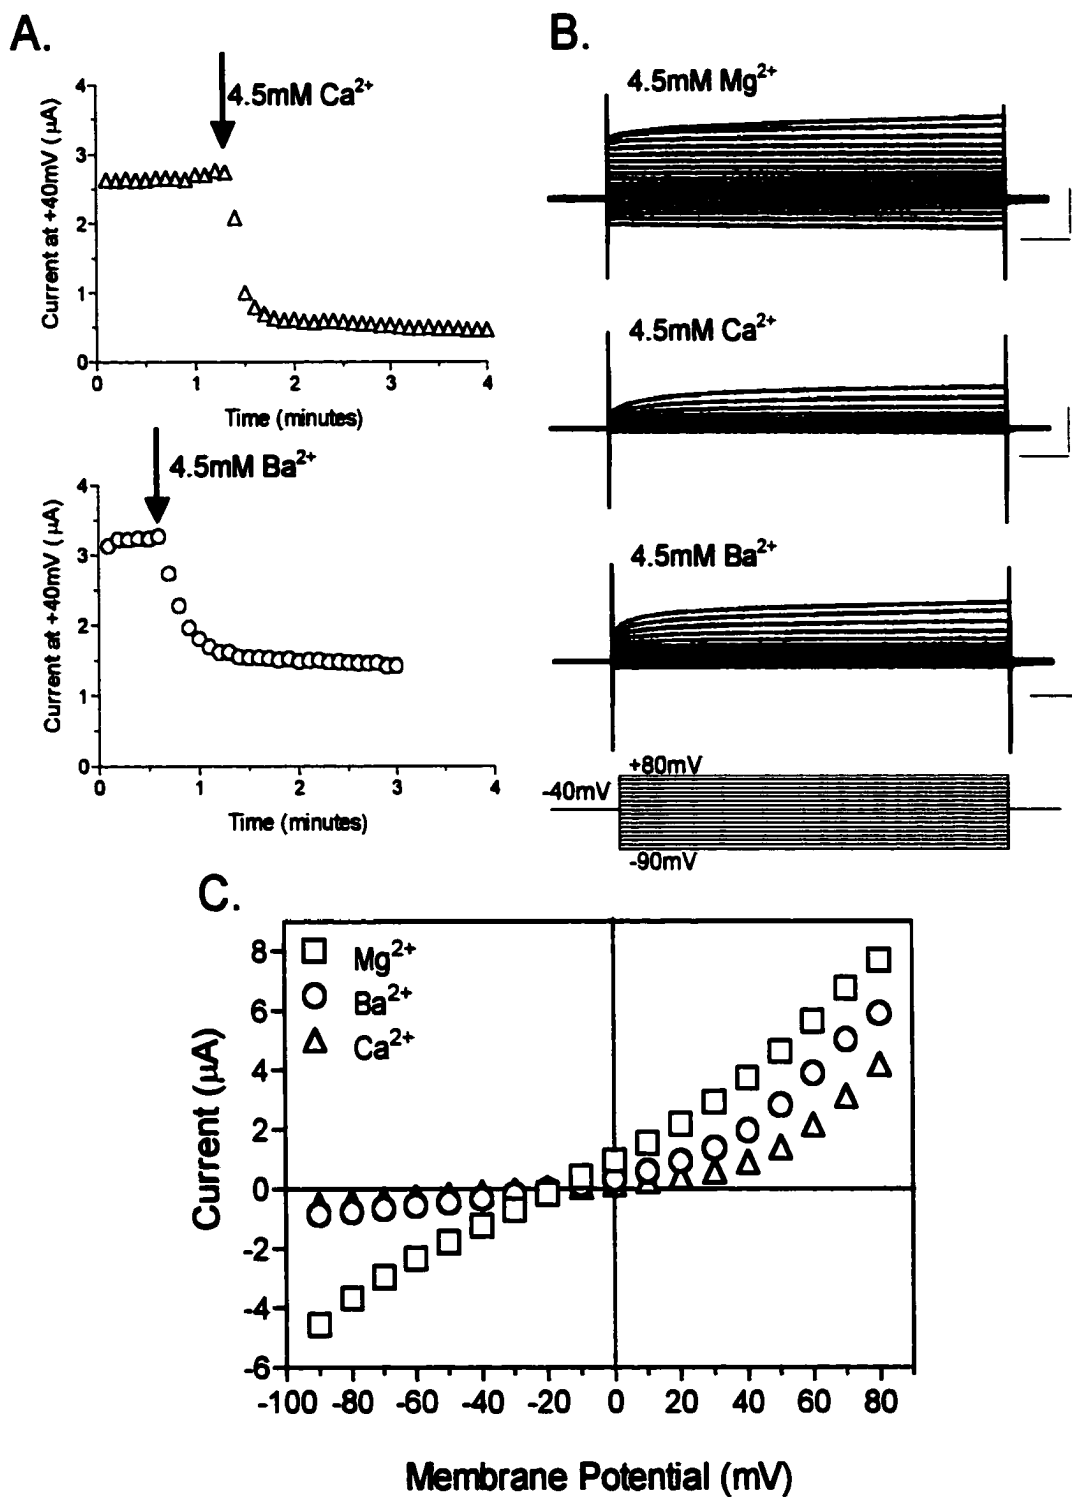 A.
4.5mM Ca²⁺
Current at +40mV (µA)
4
3
2
1
0
0 1 2 3 4
Time (minutes)
4.5mM Ba²⁺
Current at +40mV (µA)
4
3
2
1
0
0 1 2 3 4
Time (minutes)
B.
4.5mM Mg²⁺
4.5mM Ca²⁺
4.5mM Ba²⁺
+80mV
-40mV
-90mV
C.
Mg²⁺
Ba²⁺
Ca²⁺
Current (µA)
8
6
4
2
0
-2
-4
-6
-100 -80 -60 -40 -20 0 20 40 60 80
Membrane Potential (mV)